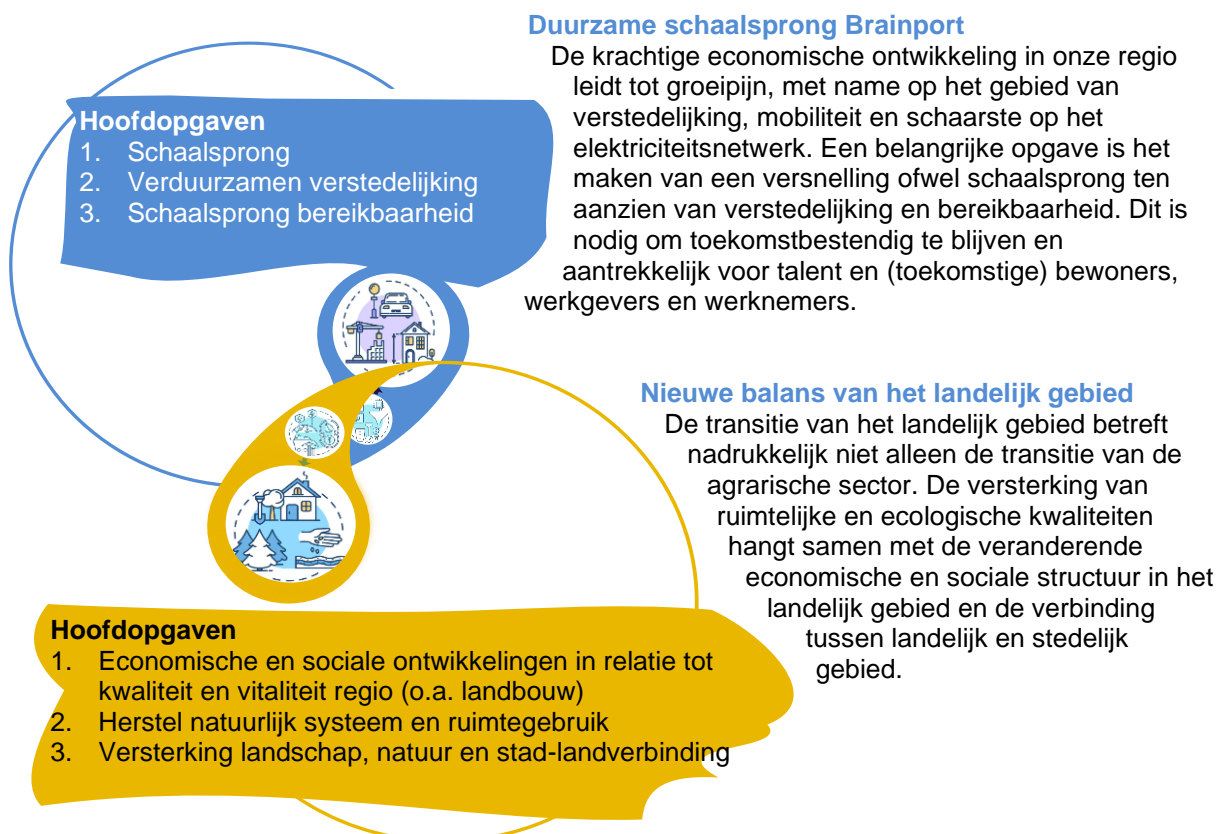 Duurzame schaalsprong Brainport
De krachtige economische ontwikkeling in onze regio
leidt tot groeipijn, met name op het gebied van
verstedelijking, mobiliteit en schaarste op het
elektriciteitsnetwerk. Een belangrijke opgave is het
maken van een versnelling ofwel schaalsprong ten
aanzien van verstedelijking en bereikbaarheid. Dit is
nodig om toekomstbestendig te blijven en
aantrekkelijk voor talent en (toekomstige) bewoners,
werkgevers en werknemers.
Hoofdopgaven
1. Schaalsprong
2. Verduurzamen verstedelijking
3. Schaalsprong bereikbaarheid
Nieuwe balans van het landelijk gebied
De transitie van het landelijk gebied betreft
nadrukkelijk niet alleen de transitie van de
agrarische sector. De versterking van
ruimtelijke en ecologische kwaliteiten
hangt samen met de veranderende
economische en sociale structuur in het
landelijk gebied en de verbinding
tussen landelijk en stedelijk
gebied.
Hoofdopgaven
1. Economische en sociale ontwikkelingen in relatie tot
kwaliteit en vitaliteit regio (o.a. landbouw)
2. Herstel natuurlijk systeem en ruimtegebruik
3. Versterking landschap, natuur en stad-landverbinding